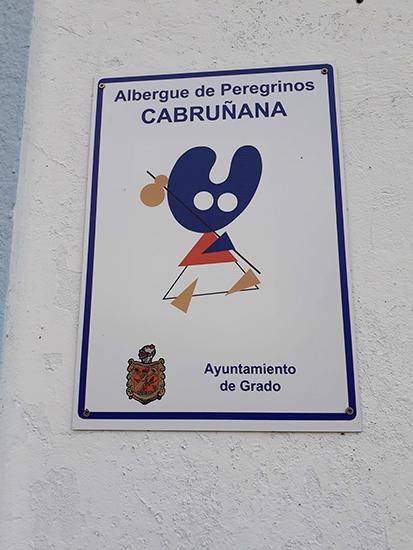 Albergue de Peregrinos
CABRUÑANA
Ayuntamiento
de Grado